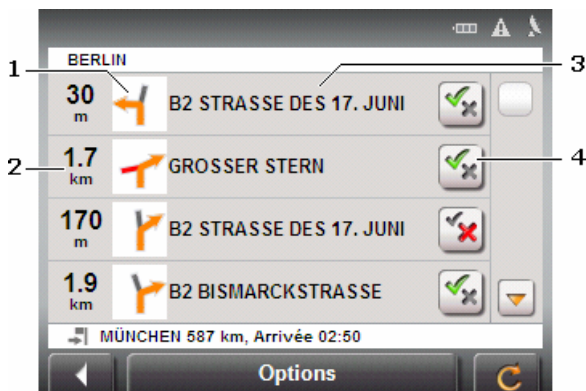 BERLIN
1
3
30 m B2 STRASSE DES 17. JUNI
2
1.7 km GROSSER STERN
4
170 m B2 STRASSE DES 17. JUNI
1.9 km B2 BISMARCKSTRASSE
MÜNCHEN 587 km, Arrivée 02:50
Options